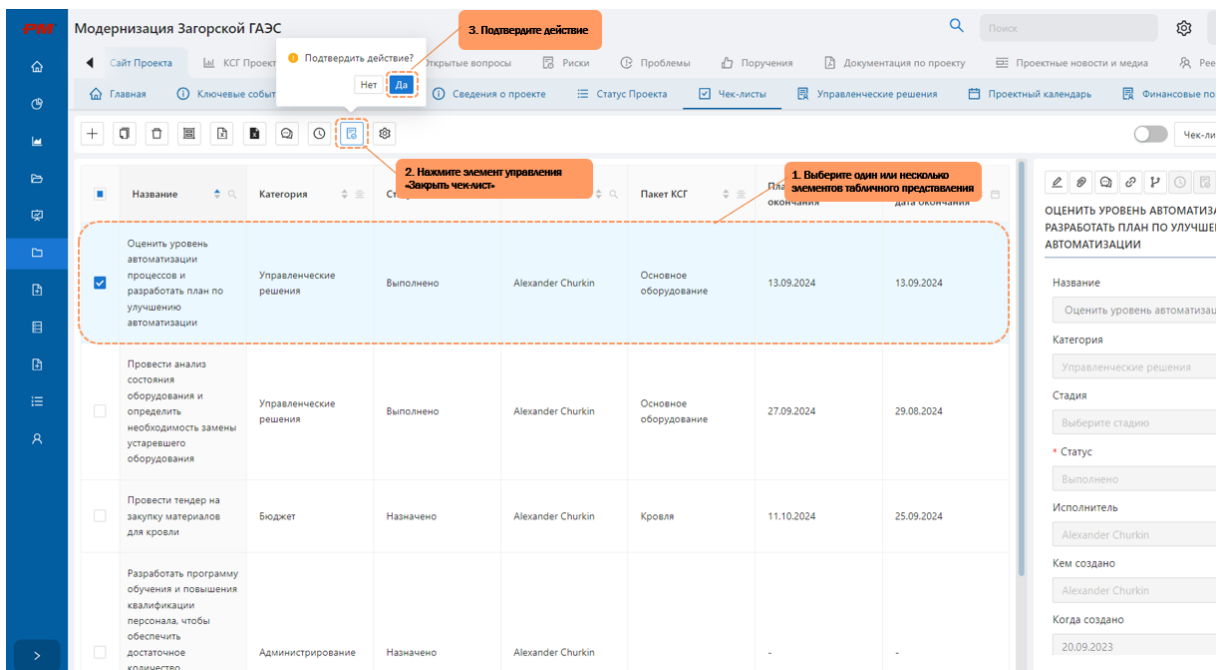 PM
Модернизация Загорской ГАЭС
3. Подтвердите действие
Поиск
Сайт Проекта
КСГ Проект
Подтвердить действие?
Открытые вопросы
Риски
Проблемы
Поручения
Документация по проекту
Проектные новости и медиа
Рее
Нет
Да
Главная
Ключевые событ
Сведения о проекте
Статус Проекта
Чек-листы
Управленческие решения
Проектный календарь
Финансовые по
Чек-ли
2. Нажмите элемент управления
«Закрыть чек-лист»
1. Выберите один или несколько
элементов табличного представления
Название
Категория
Ст
Пакет КСГ
Пла
окончания
дата окончания
Оценить уровень
автоматизации
процессов и
разработать план по
улучшению
автоматизации
Управленческие
решения
Выполнено
Alexander Churkin
Основное
оборудование
13.09.2024
13.09.2024
Провести анализ
состояния
оборудования и
определить
необходимость замены
устаревшего
оборудования
Управленческие
решения
Выполнено
Alexander Churkin
Основное
оборудование
27.09.2024
29.08.2024
Провести тендер на
закупку материалов
для кровли
Бюджет
Назначено
Alexander Churkin
Кровля
11.10.2024
25.09.2024
Разработать программу
обучения и повышения
квалификации
персонала, чтобы
обеспечить
достаточное
количество
Администрирование
Назначено
Alexander Churkin
-
-
ОЦЕНИТЬ УРОВЕНЬ АВТОМАТИЗА
РАЗРАБОТАТЬ ПЛАН ПО УЛУЧШЕ
АВТОМАТИЗАЦИИ
Название
Оценить уровень автоматизац
Категория
Управленческие решения
Стадия
Выберите стадию
* Статус
Выполнено
Исполнитель
Alexander Churkin
Кем создано
Alexander Churkin
Когда создано
20.09.2023